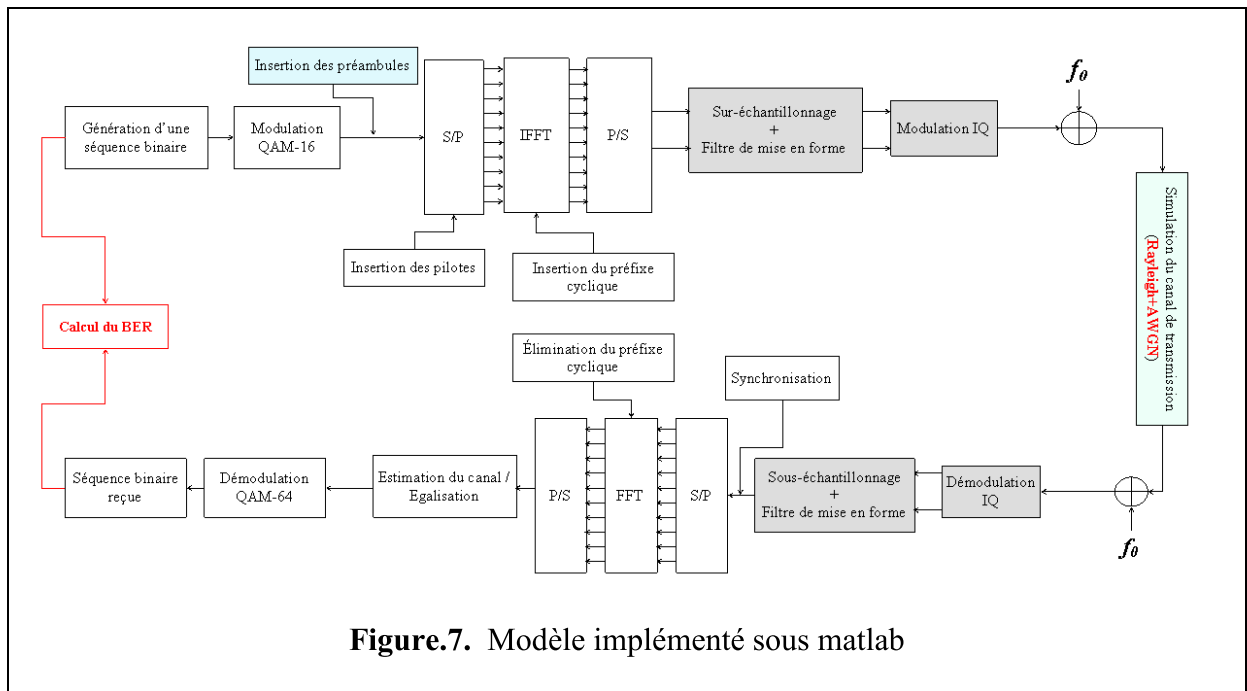 Insertion des préambules
f0
Génération d'une
séquence binaire
Modulation
QAM-16
S/P
IFFT
P/S
Sur-échantillonnage
+
Filtre de mise en forme
Modulation IQ
Insertion des pilotes
Insertion du préfixe
cyclique
Simulation du canal de transmission
(Rayleigh+AWGN)
Calcul du BER
Élimination du préfixe
cyclique
Synchronisation
Séquence binaire
reçue
Démodulation
QAM-64
Estimation du canal /
Egalisation
P/S
FFT
S/P
Sous-échantillonnage
+
Filtre de mise en forme
Démodulation
IQ
f0
Figure.7. Modèle implémenté sous matlab